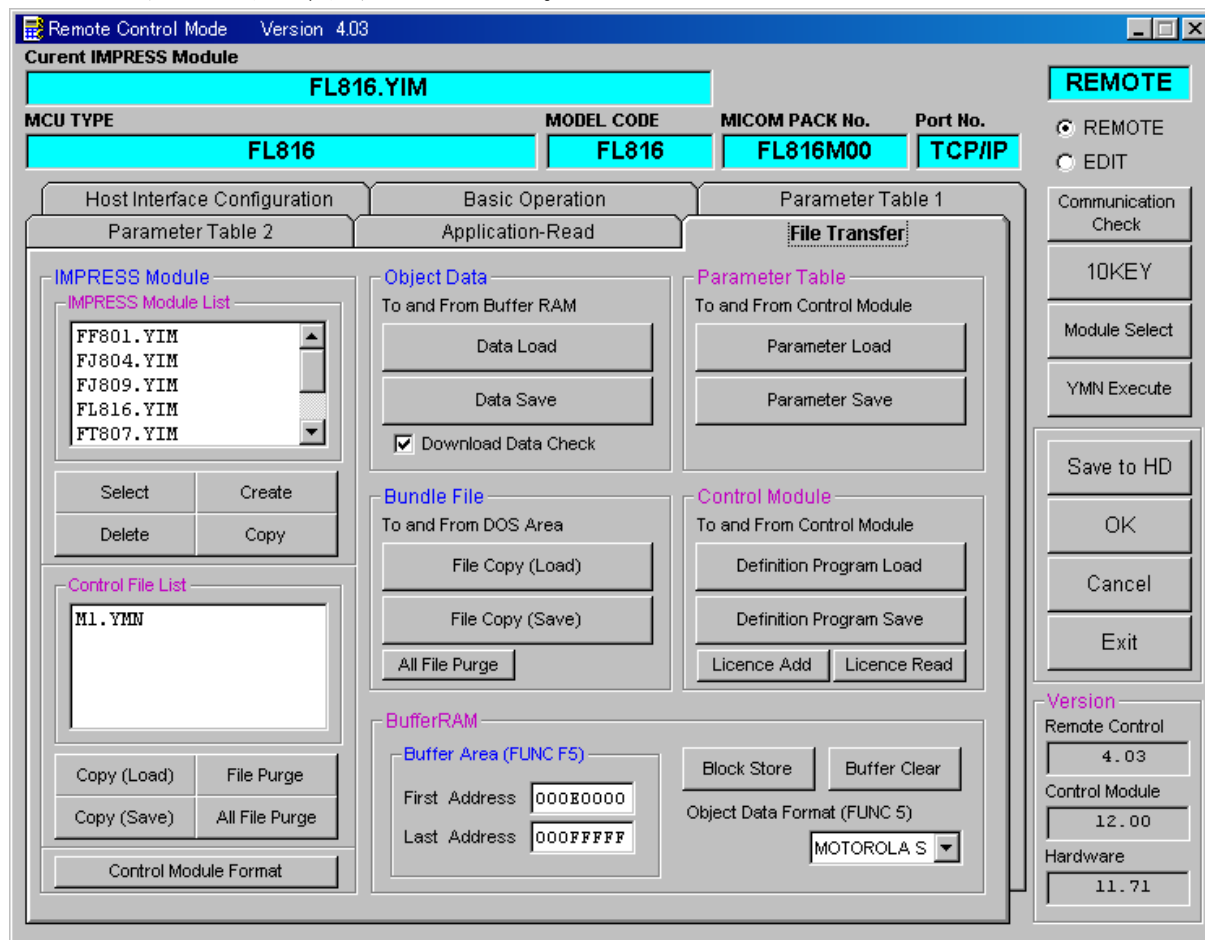 Remote Control Mode Version 4.03
Curent IMPRESS Module
FL816.YIM
REMOTE
MCU TYPE
MODEL CODE
MICOM PACK No.
Port No.
FL816
FL816
FL816M00
TCP/IP
REMOTE
EDIT
Host Interface Configuration
Basic Operation
Parameter Table 1
Parameter Table 2
Application-Read
File Transfer
IMPRESS Module
IMPRESS Module List
FF801.YIM
FJ804.YIM
FJ809.YIM
FL816.YIM
FT807.YIM
Select
Create
Delete
Copy
Control File List
M1.YMN
Copy (Load)
File Purge
Copy (Save)
All File Purge
Control Module Format
Object Data
To and From Buffer RAM
Data Load
Data Save
Download Data Check
Parameter Table
To and From Control Module
Parameter Load
Parameter Save
Bundle File
To and From DOS Area
File Copy (Load)
File Copy (Save)
All File Purge
Control Module
To and From Control Module
Definition Program Load
Definition Program Save
Licence Add
Licence Read
BufferRAM
Buffer Area (FUNC F5)
First Address 000E0000
Last Address 000FFFFF
Block Store
Buffer Clear
Object Data Format (FUNC 5)
MOTOROLA S
Communication Check
10KEY
Module Select
YMN Execute
Save to HD
OK
Cancel
Exit
Version
Remote Control
4.03
Control Module
12.00
Hardware
11.71